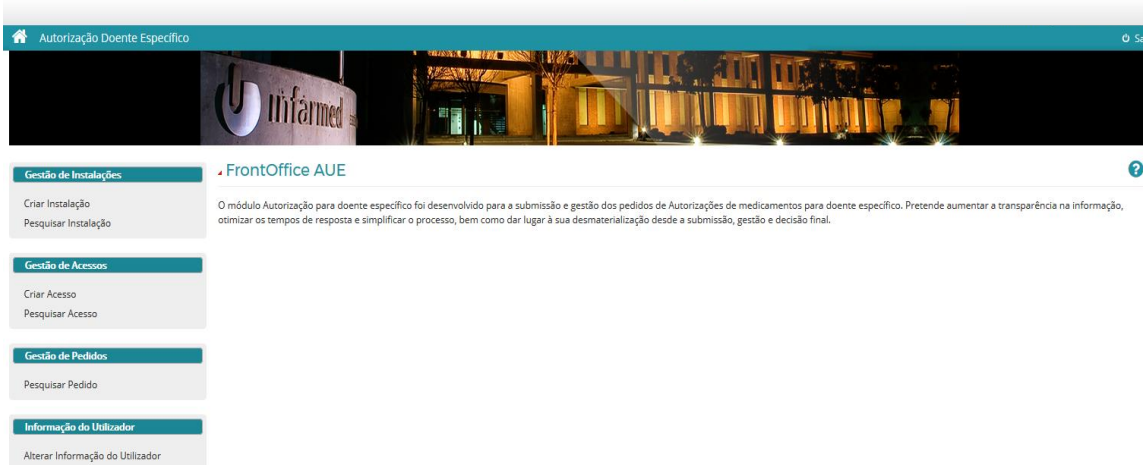 Autorização Doente Específico
infarmed
Gestão de Instalações
Criar Instalação
Pesquisar Instalação
Gestão de Acessos
Criar Acesso
Pesquisar Acesso
Gestão de Pedidos
Pesquisar Pedido
Informação do Utilizador
Alterar Informação do Utilizador
FrontOffice AUE
?
O módulo Autorização para doente específico foi desenvolvido para a submissão e gestão dos pedidos de Autorizações de medicamentos para doente específico. Pretende aumentar a transparência na informação,
otimizar os tempos de resposta e simplificar o processo, bem como dar lugar à sua desmaterialização desde a submissão, gestão e decisão final.